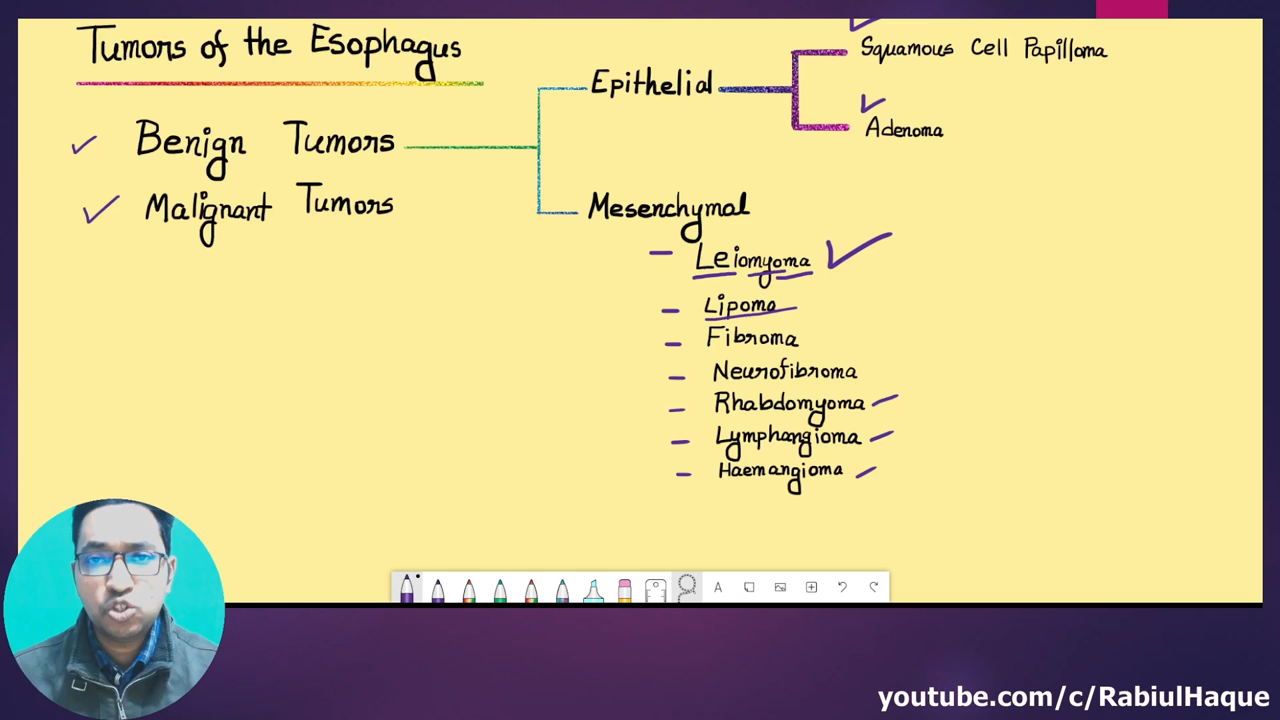 Tumors of the Esophagus
Benign Tumors
Malignant Tumors
Epithelial
Squamous Cell Papilloma
Adenoma
Mesenchymal
- Leiomyoma
- Lipoma
- Fibroma
- Neurofibroma
- Rhabdomyoma
- Lymphangioma
- Haemangioma
A
youtube.com/c/RabiulHaque